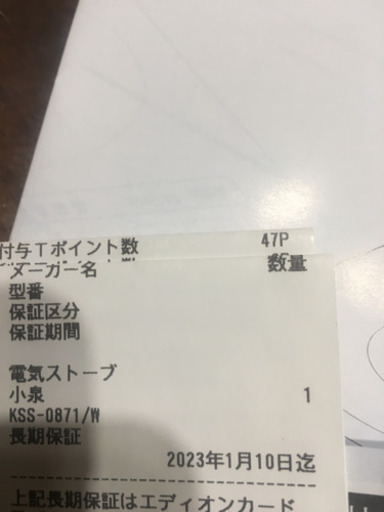 付与Tポイント数 47P
メーカー名 数量
型番
保証区分
保証期間
電気ストーブ
小泉 1
KSS-0871/W
長期保証
2023年1月10日迄
上記長期保証はエディオンカード